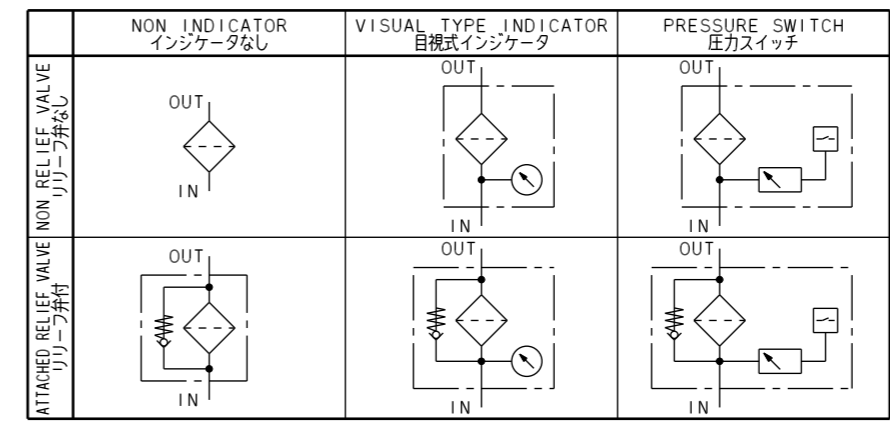 NON INDICATOR
インジケータなし
VISUAL TYPE INDICATOR
目視式インジケータ
PRESSURE SWITCH
圧力スイッチ
NON RELIEF VALVE
リリーフ弁なし
OUT
IN
OUT
IN
OUT
IN
ATTACHED RELIEF VALVE
リリーフ弁付
OUT
IN
OUT
IN
OUT
IN